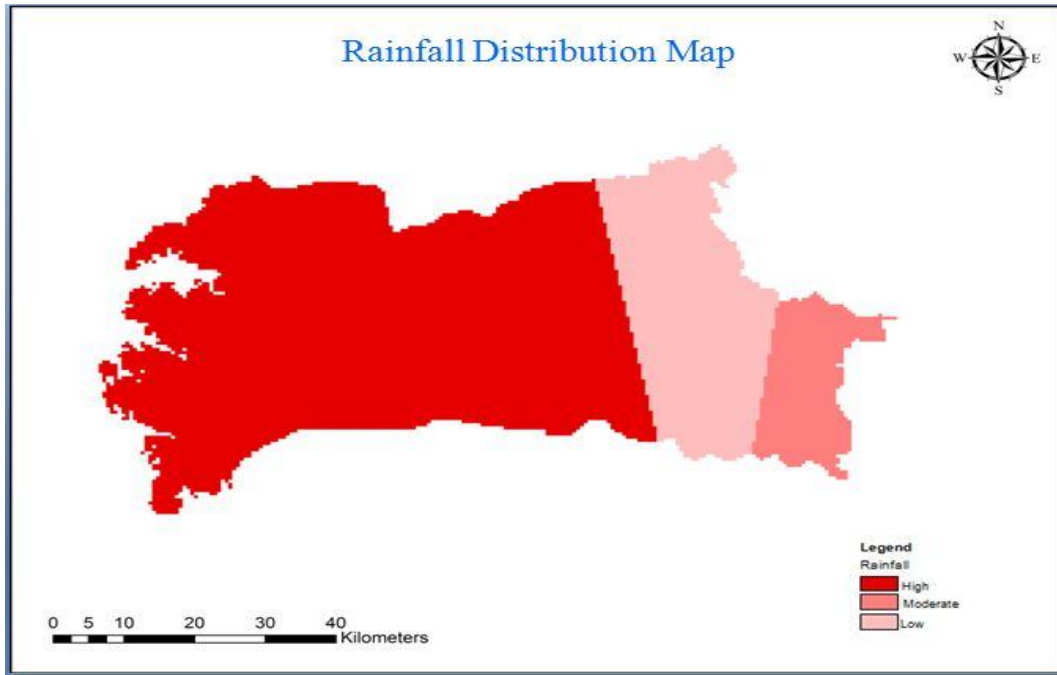 Rainfall Distribution Map
N
W E
S
Legend
Rainfall
High
Moderate
Low
0 5 10 20 30 40
Kilometers